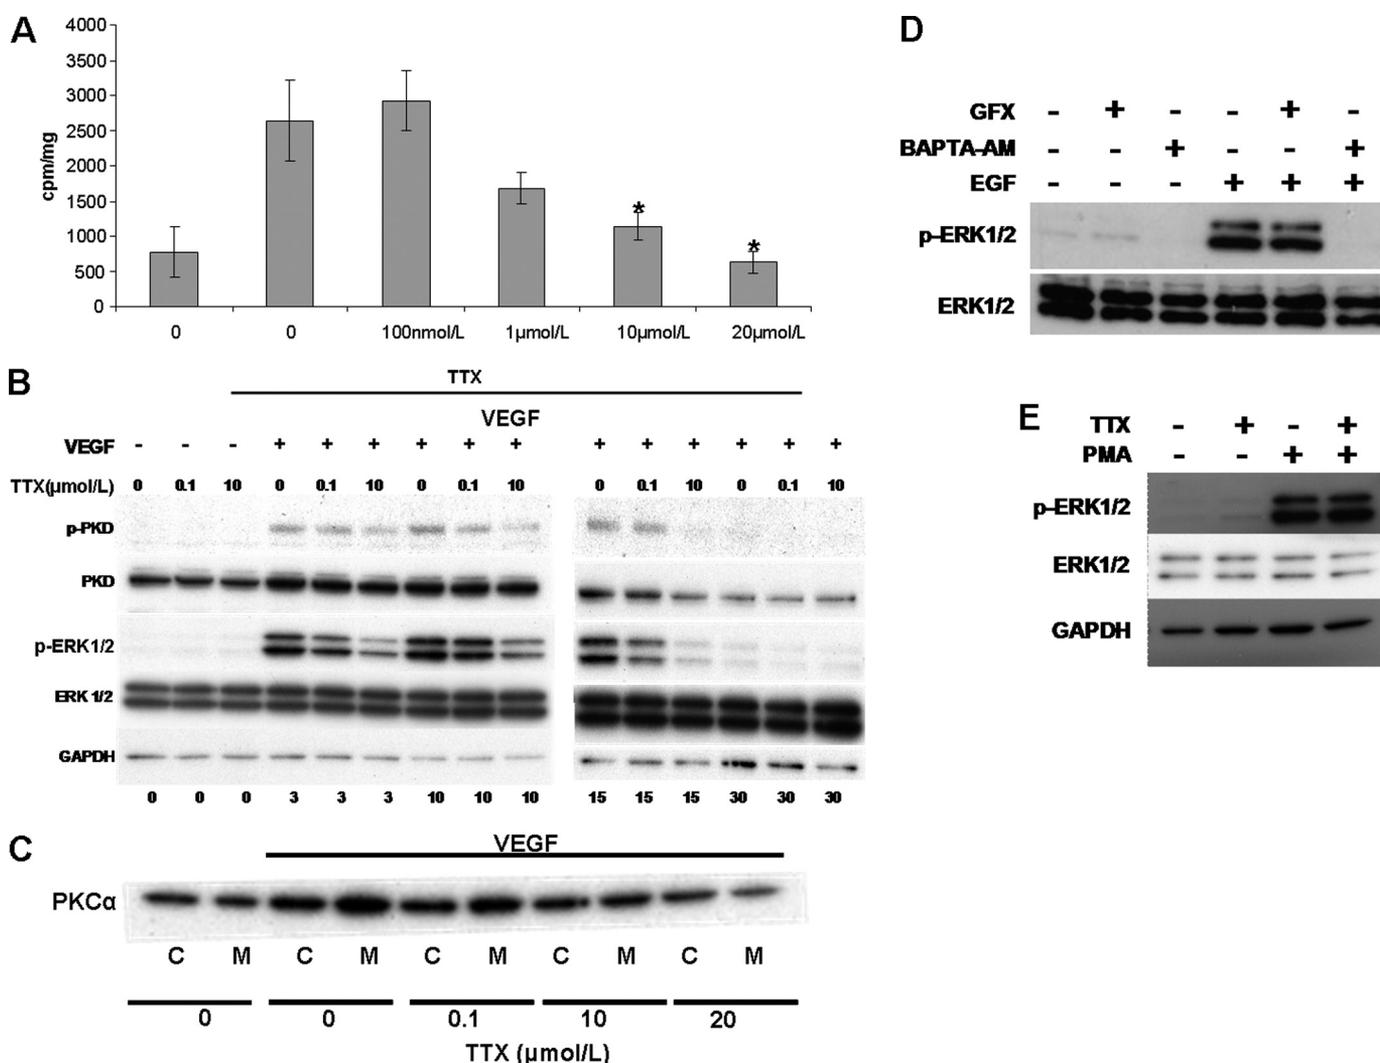 A
4000
3500
3000
2500
2000
1500
1000
500
0
cpm/mg
* *
0 0 100nmol/L 1µmol/L 10µmol/L 20µmol/L
TTX
B
VEGF
VEGF - - - + + + + + + + + + + + +
TTX(µmol/L) 0 0.1 10 0 0.1 10 0 0.1 10 0 0.1 10 0 0.1 10
p-PKD
PKD
p-ERK1/2
ERK 1/2
GAPDH
0 0 0 3 3 3 10 10 10 15 15 15 30 30 30
C
VEGF
PKCα
C M C M C M C M C M
0 0 0.1 10 20
TTX (µmol/L)
D
GFX - + - - + -
BAPTA-AM - - + - - +
EGF - - - + + +
p-ERK1/2
ERK1/2
E
TTX - + - +
PMA - - + +
p-ERK1/2
ERK1/2
GAPDH